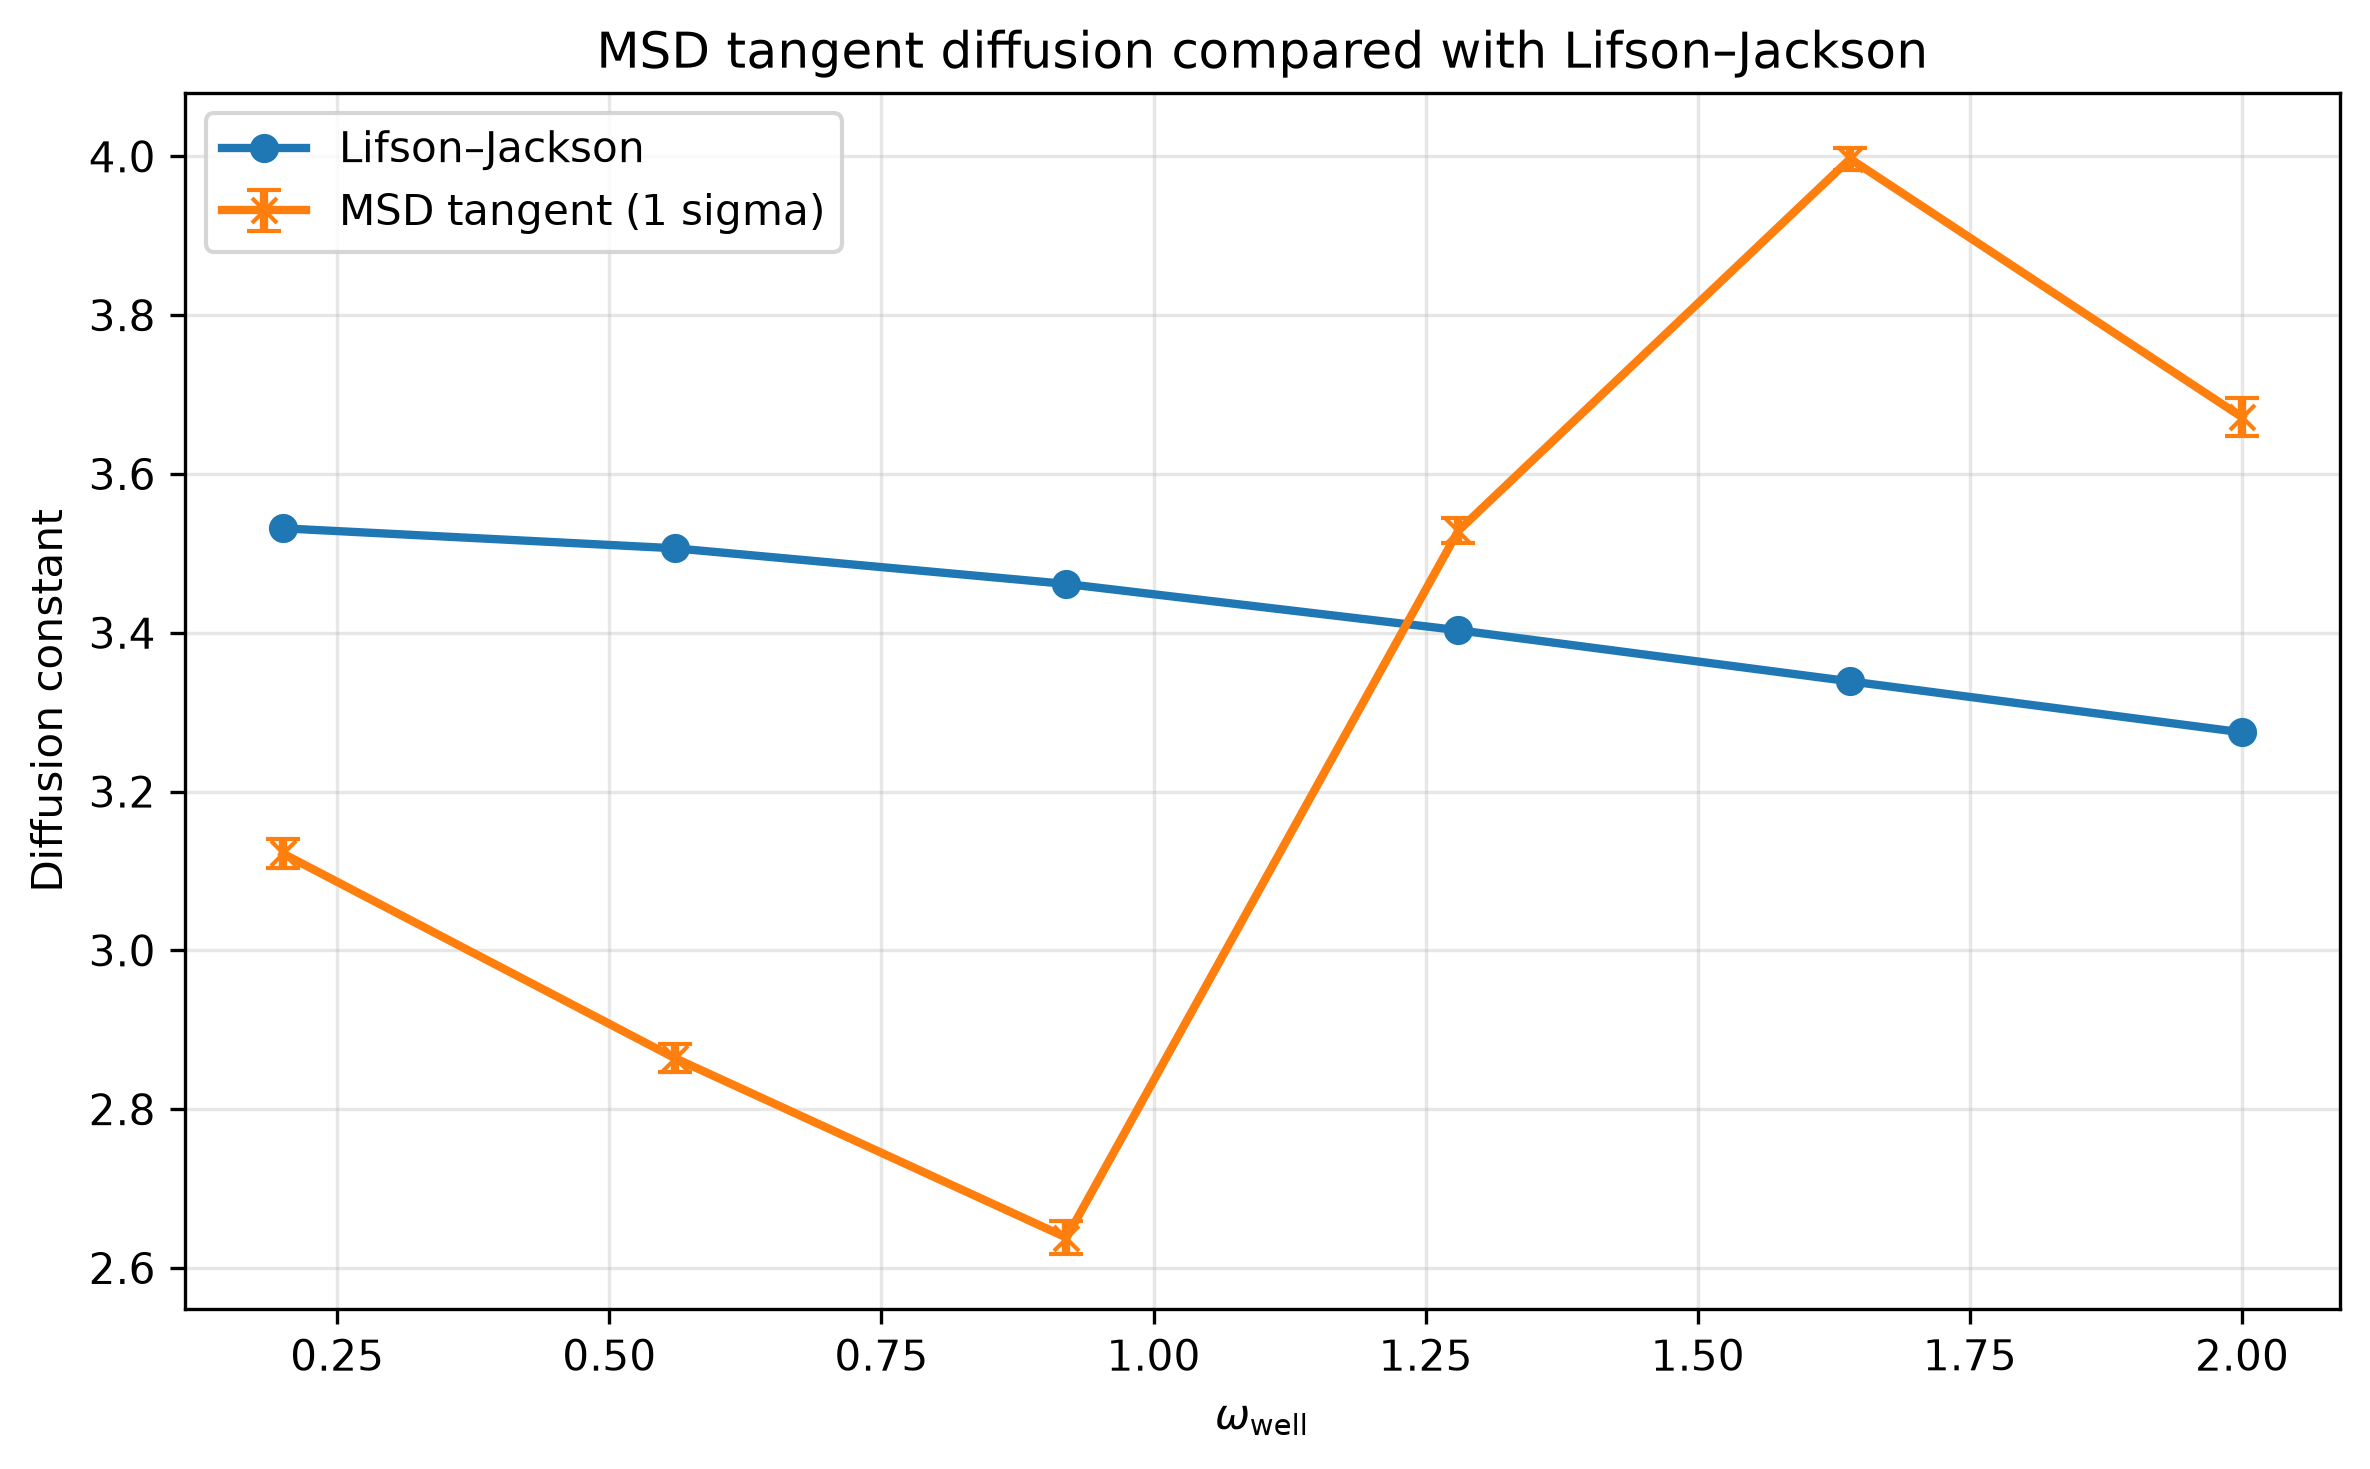 MSD tangent diffusion compared with Lifson–Jackson
Lifson–Jackson
MSD tangent (1 sigma)
Diffusion constant
4.0
3.8
3.6
3.4
3.2
3.0
2.8
2.6
0.25 0.50 0.75 1.00 1.25 1.50 1.75 2.00
ω_well